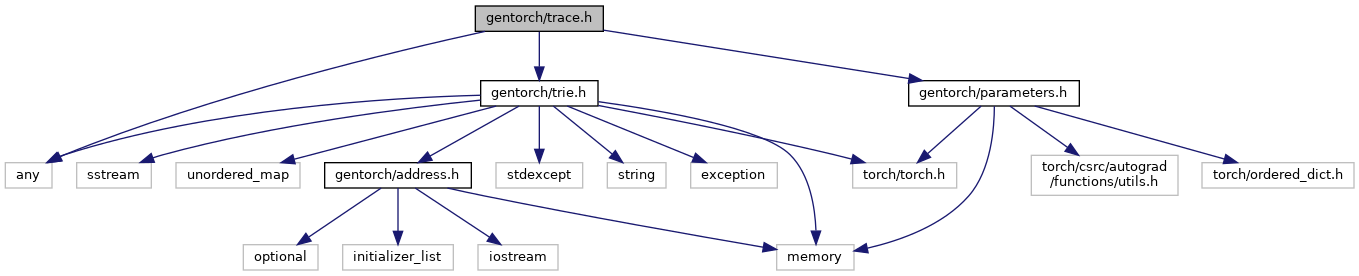 gentorch/trace.h
gentorch/trie.h
gentorch/parameters.h
any
sstream
unordered_map
gentorch/address.h
stdexcept
string
exception
torch/torch.h
torch/csrc/autograd
/functions/utils.h
torch/ordered_dict.h
optional
initializer_list
iostream
memory